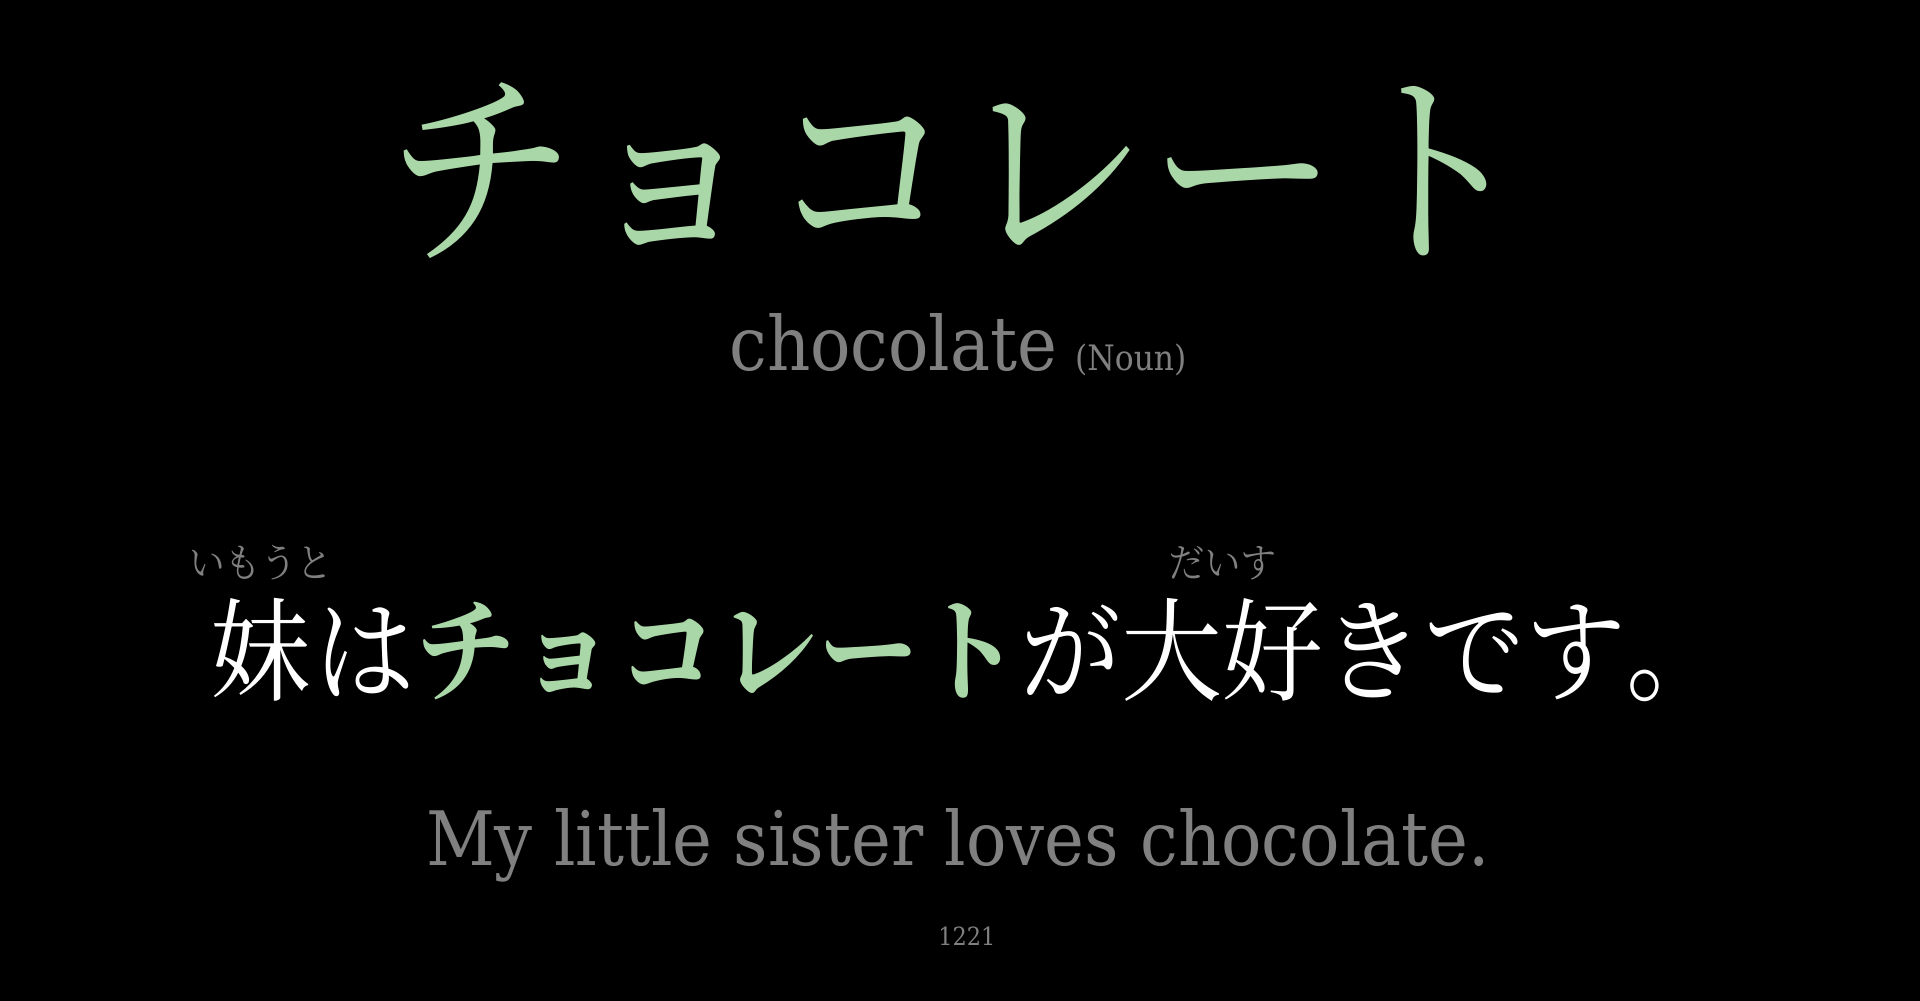 チョコレート
chocolate (Noun)
いもうと だいす
妹はチョコレートが大好きです。
My little sister loves chocolate.
1221